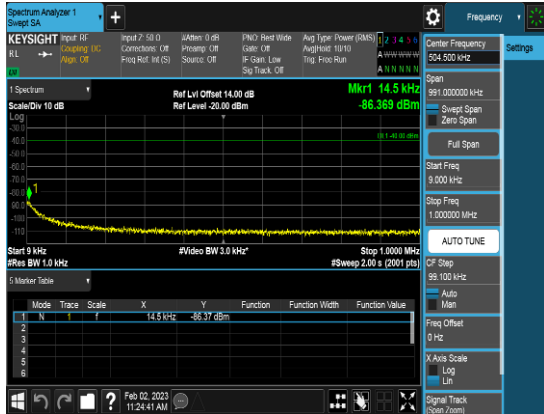 Spectrum Analyzer 1
Swept SA
+
Frequency
KEYSIGHT
RL
Input: RF
Coupling: DC
Align: Off
Input Z: 50 Ω
Corrections: Off
Freq Ref: Int (S)
#Atten: 0 dB
Preamp: Off
Source: Off
PNO: Best Wide
Gate: Off
IF Gain: Low
Sig Track: Off
Avg Type: Power (RMS)
Avg|Hold: 10/10
Trig: Free Run
1 2 3 4 5 6
A W W W W W
A N N N N N
1 Spectrum
Scale/Div 10 dB
Ref Lvl Offset 14.00 dB
Ref Level -20.00 dBm
Mkr1 14.5 kHz
-86.369 dBm
Log
-30.0
-40.0
-50.0
-60.0
-70.0
-80.0
-90.0
-100
-110
DL1 -40.00 dBm
1
Start 9 kHz
#Res BW 1.0 kHz
#Video BW 3.0 kHz*
Stop 1.0000 MHz
#Sweep 2.00 s (2001 pts)
5 Marker Table
Mode Trace Scale X Y Function Function Width Function Value
1 N 1 f 14.5 kHz -86.37 dBm
2
3
4
5
6
? Feb 02, 2023
11:24:41 AM
Center Frequency
504.500 kHz
Settings
Span
991.000000 kHz
Swept Span
Zero Span
Full Span
Start Freq
9.000 kHz
Stop Freq
1.000000 MHz
AUTO TUNE
CF Step
99.100 kHz
Auto
Man
Freq Offset
0 Hz
X Axis Scale
Log
Lin
Signal Track
(Span Zoom)